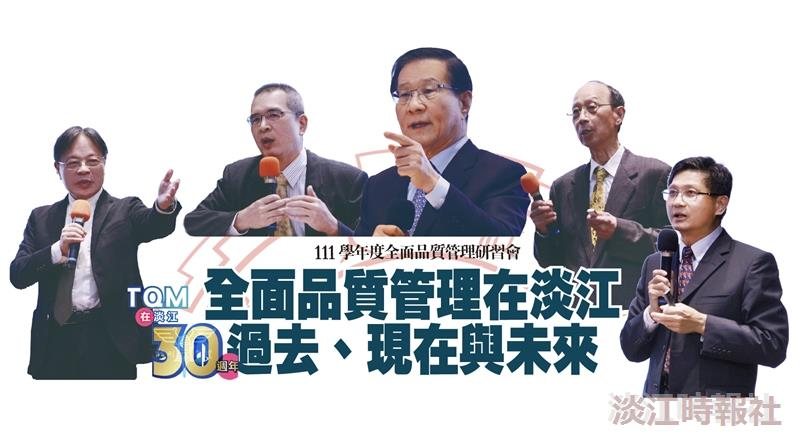 111 學年度全面品質管理研習會
TQM
在淡江
30週年
全面品質管理在淡江
過去、現在與未來
淡江時報社